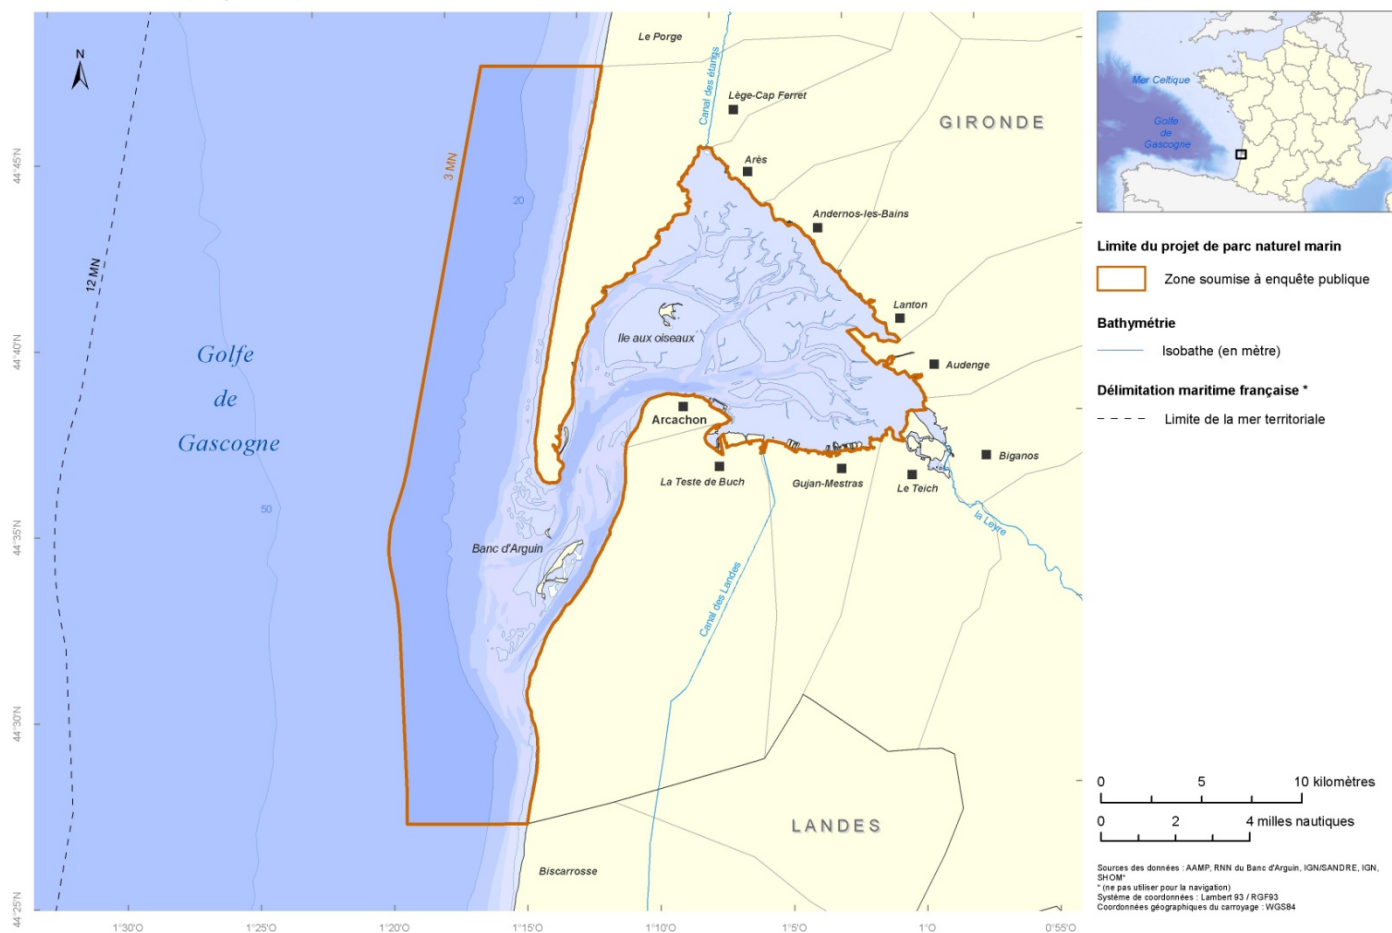 N
Le Porge
Canal des étangs
Lège-Cap Ferret
GIRONDE
3 MN
Arès
20
Andernos-les-Bains
12 MN
Lanton
Ile aux oiseaux
Golfe
de
Gascogne
Audenge
Arcachon
Biganos
La Teste de Buch
Gujan-Mestras
Le Teich
50
la Leyre
Banc d'Arguin
Canal des Landes
LANDES
Biscarrosse
44°45'N
44°40'N
44°35'N
44°30'N
44°25'N
1°30'O
1°25'O
1°20'O
1°15'O
1°10'O
1°5'O
1°O
0°55'O
Mer Celtique
Golfe
de
Gascogne
Limite du projet de parc naturel marin
Zone soumise à enquête publique
Bathymétrie
Isobathe (en mètre)
Délimitation maritime française *
Limite de la mer territoriale
0 5 10 kilomètres
0 2 4 milles nautiques
Sources des données : AAMP, RNN du Banc d'Arguin, IGN/SANDRE, IGN,
SHOM*
* (ne pas utiliser pour la navigation)
Système de coordonnées : Lambert 93 / RGF93
Coordonnées géographiques du carroyage : WGS84